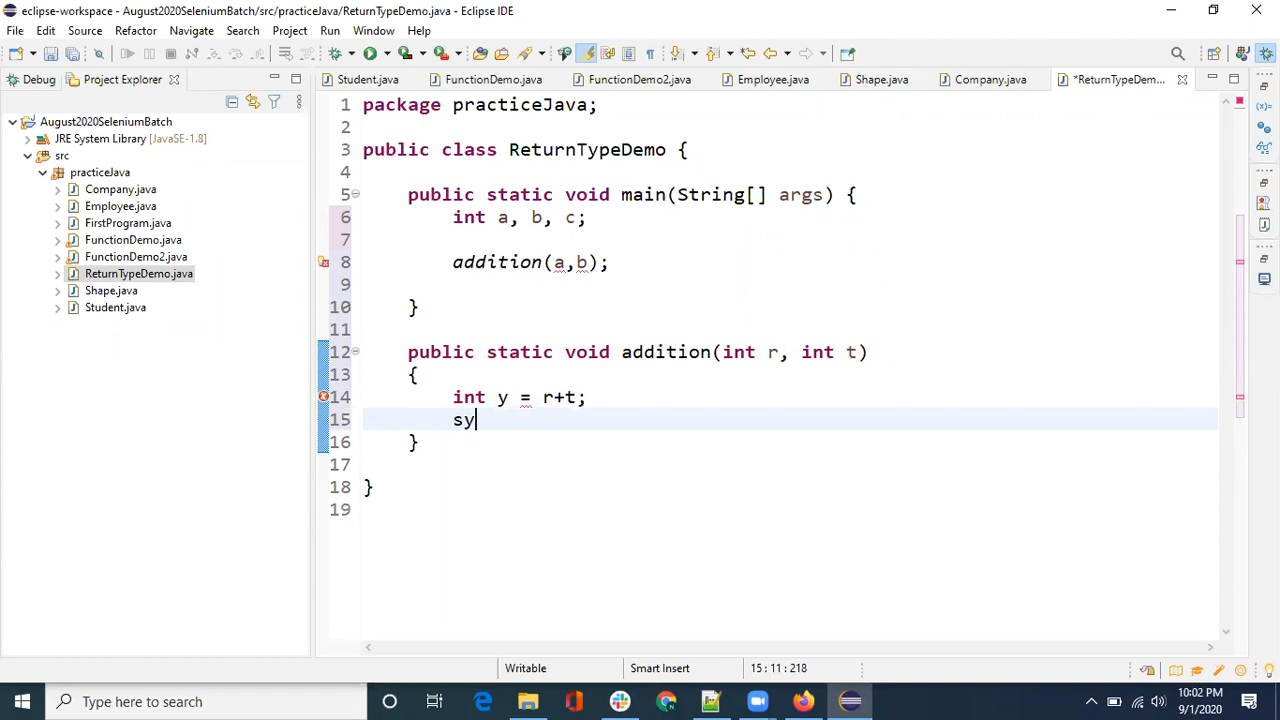 eclipse-workspace - August2020SeleniumBatch/src/practiceJava/ReturnTypeDemo.java - Eclipse IDE
File Edit Source Refactor Navigate Search Project Run Window Help
Debug Project Explorer
Student.java FunctionDemo.java FunctionDemo2.java Employee.java Shape.java Company.java *ReturnTypeDem...
August2020SeleniumBatch
JRE System Library [JavaSE-1.8]
src
practiceJava
Company.java
Employee.java
FirstProgram.java
FunctionDemo.java
FunctionDemo2.java
ReturnTypeDemo.java
Shape.java
Student.java
1 package practiceJava;
2
3 public class ReturnTypeDemo {
4
5 public static void main(String[] args) {
6 int a, b, c;
7
8 addition(a,b);
9
10 }
11
12 public static void addition(int r, int t)
13 {
14 int y = r+t;
15 sy
16 }
17
18 }
19
Writable Smart Insert 15 : 11 : 218
Type here to search
10:02 PM
9/1/2020